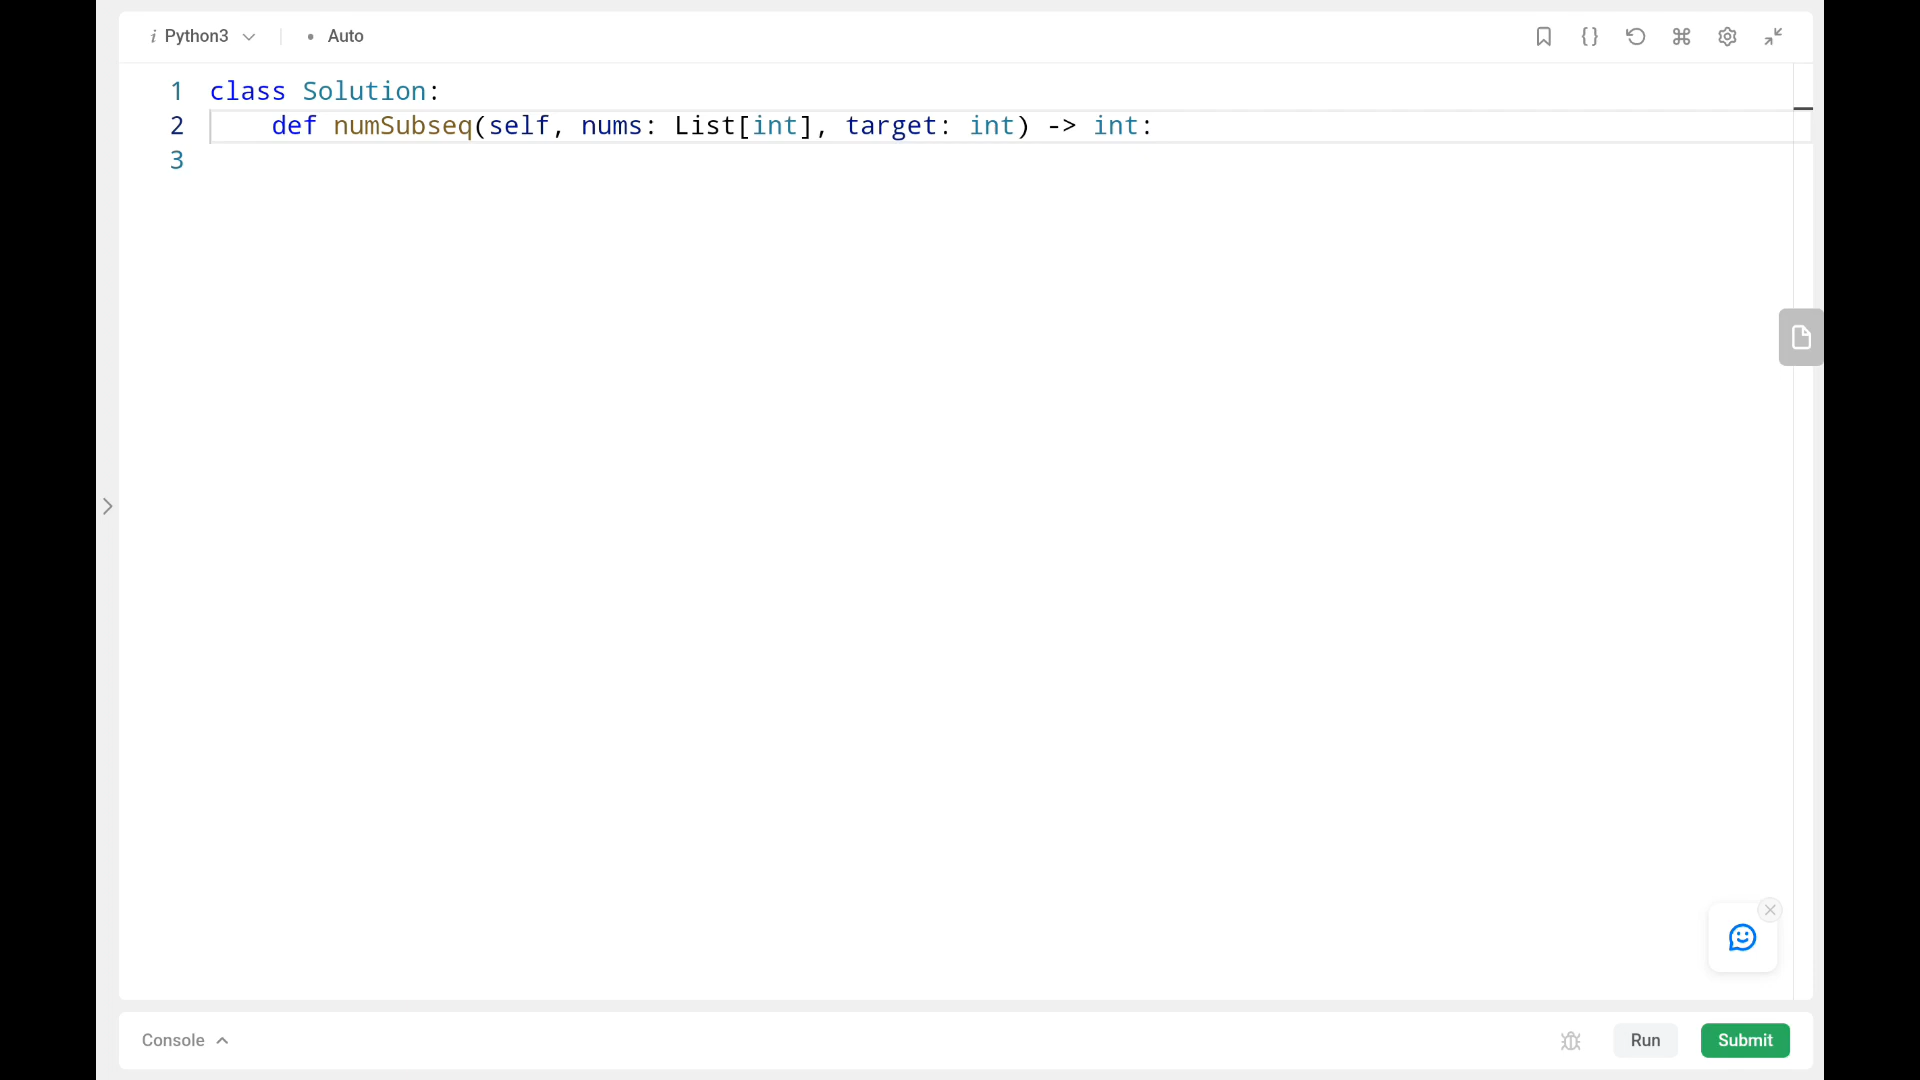 i Python3 • Auto
1 class Solution:
2 def numSubseq(self, nums: List[int], target: int) -> int:
3
Console Run Submit